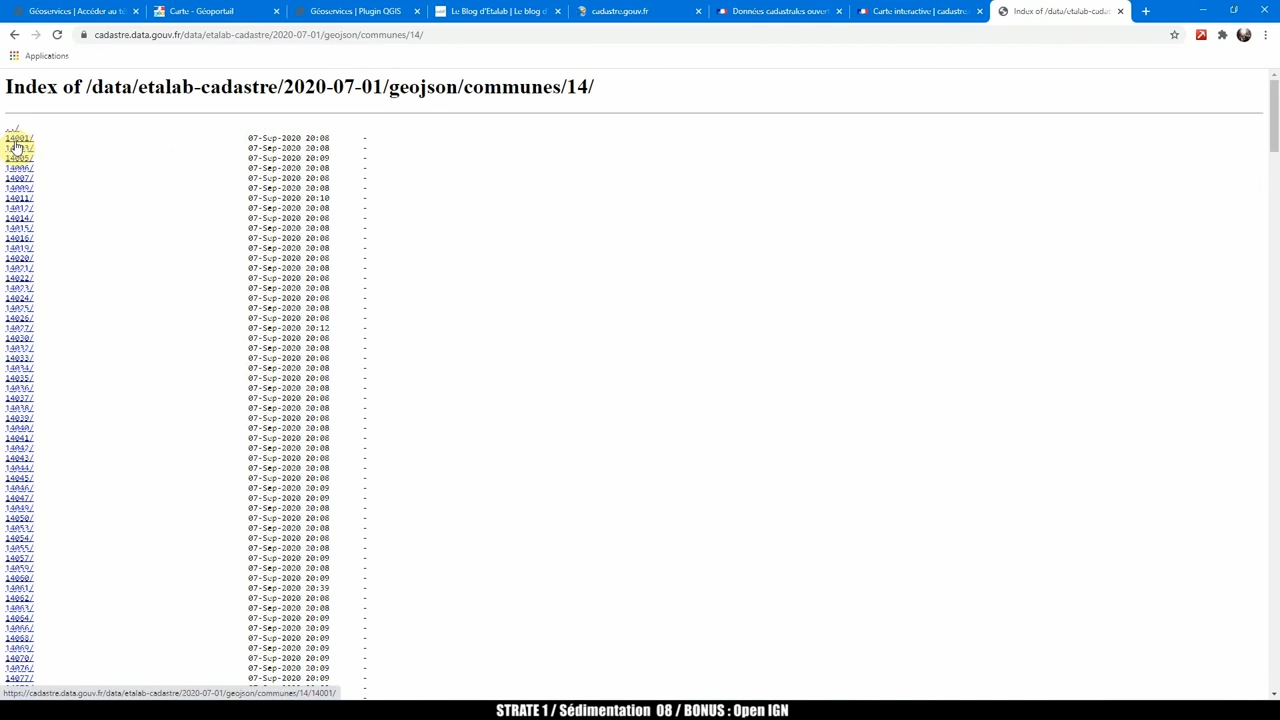 Géoservices | Accéder au té
Carte - Géoportail
Géoservices | Plugin QGIS
Le Blog d'Etalab | Le blog d'
cadastre.gouv.fr
Données cadastrales ouver
Carte interactive | cadastre.
Index of /data/etalab-cada
cadastre.data.gouv.fr/data/etalab-cadastre/2020-07-01/geojson/communes/14/
Applications
Index of /data/etalab-cadastre/2020-07-01/geojson/communes/14/
../
14001/ 07-Sep-2020 20:08 -
07-Sep-2020 20:08 -
14005/ 07-Sep-2020 20:09 -
14006/ 07-Sep-2020 20:08 -
14007/ 07-Sep-2020 20:08 -
14009/ 07-Sep-2020 20:08 -
14011/ 07-Sep-2020 20:10 -
14012/ 07-Sep-2020 20:08 -
14014/ 07-Sep-2020 20:08 -
14015/ 07-Sep-2020 20:08 -
14016/ 07-Sep-2020 20:08 -
14019/ 07-Sep-2020 20:08 -
14020/ 07-Sep-2020 20:08 -
14021/ 07-Sep-2020 20:08 -
14022/ 07-Sep-2020 20:08 -
14023/ 07-Sep-2020 20:08 -
14024/ 07-Sep-2020 20:08 -
14025/ 07-Sep-2020 20:08 -
14026/ 07-Sep-2020 20:08 -
14027/ 07-Sep-2020 20:12 -
14030/ 07-Sep-2020 20:08 -
14032/ 07-Sep-2020 20:08 -
14033/ 07-Sep-2020 20:08 -
14034/ 07-Sep-2020 20:08 -
14035/ 07-Sep-2020 20:08 -
14036/ 07-Sep-2020 20:08 -
14037/ 07-Sep-2020 20:08 -
14038/ 07-Sep-2020 20:08 -
14039/ 07-Sep-2020 20:08 -
14040/ 07-Sep-2020 20:08 -
14041/ 07-Sep-2020 20:08 -
14042/ 07-Sep-2020 20:08 -
14043/ 07-Sep-2020 20:08 -
14044/ 07-Sep-2020 20:08 -
14045/ 07-Sep-2020 20:08 -
14046/ 07-Sep-2020 20:09 -
14047/ 07-Sep-2020 20:09 -
14049/ 07-Sep-2020 20:08 -
14050/ 07-Sep-2020 20:08 -
14053/ 07-Sep-2020 20:08 -
14054/ 07-Sep-2020 20:08 -
14055/ 07-Sep-2020 20:08 -
14057/ 07-Sep-2020 20:09 -
14059/ 07-Sep-2020 20:08 -
14060/ 07-Sep-2020 20:09 -
14061/ 07-Sep-2020 20:39 -
14062/ 07-Sep-2020 20:08 -
14063/ 07-Sep-2020 20:08 -
14064/ 07-Sep-2020 20:09 -
14066/ 07-Sep-2020 20:09 -
14068/ 07-Sep-2020 20:09 -
14069/ 07-Sep-2020 20:09 -
14070/ 07-Sep-2020 20:09 -
14076/ 07-Sep-2020 20:09 -
14077/ 07-Sep-2020 20:09 -
https://cadastre.data.gouv.fr/data/etalab-cadastre/2020-07-01/geojson/communes/14/14001/
STRATE 1 / Sédimentation 08 / BONUS : Open IGN